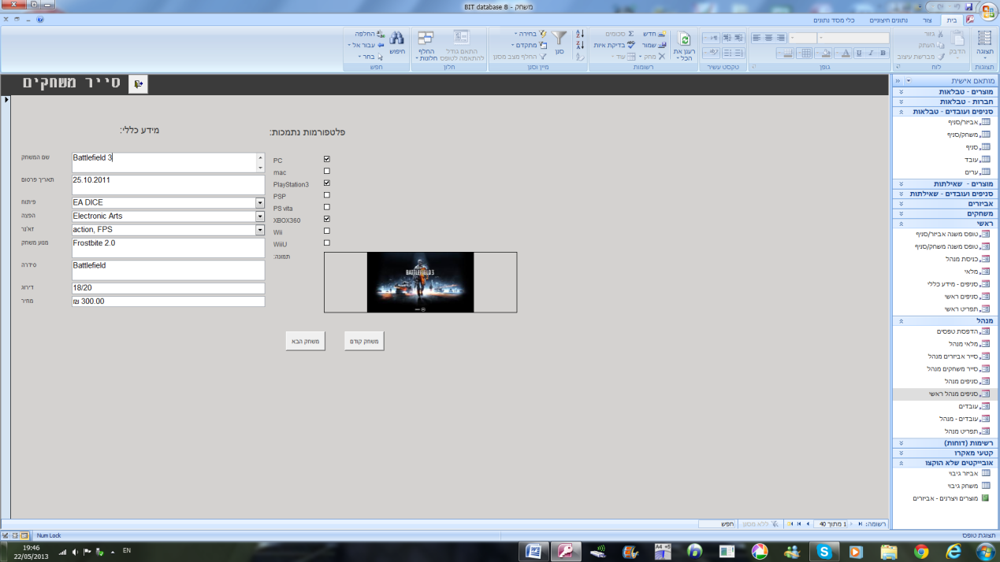 משחק - BIT database 8
בית
צור
נתונים חיצוניים
כלי מסד נתונים
תצוגה
תצוגות
הדבק
גזור
העתק
מברשת עיצוב
לוח
גופן
טקסט עשיר
רענן את הכל
חדש
שמור
מחק
סכומים
בדיקת איות
עוד
רשומות
סנן
בחירה
מתקדם
החלף מצב מסנן
מיין וסנן
התאם גודל להתאמה לטופס
החלף חלונות
חלון
חיפוש
החלפה
עבור אל
בחר
חפש
סייר משחקים
מידע כללי:
פלטפורמות נתמכות:
שם המשחק
Battlefield 3
תאריך פרסום
25.10.2011
פיתוח
EA DICE
הפצה
Electronic Arts
ז'אנר
action, FPS
מנוע משחק
Frostbite 2.0
סידרה
Battlefield
דירוג
18/20
מחיר
₪ 300.00
PC
mac
PlayStation3
PSP
PS vita
XBOX360
Wii
WiiU
תמונה:
BATTLEFIELD 3
משחק הבא
משחק קודם
מותאם אישית
מוצרים - טבלאות
חברות - טבלאות
סניפים ועובדים - טבלאות
אביזר/סניף
משחק/סניף
סניף
עובד
ערים
מוצרים - שאילתות
סניפים ועובדים - שאילתות
אביזרים
משחקים
ראשי
טופס משנה אביזר/סניף
טופס משנה משחק/סניף
כניסת מנהל
מלאי
סניפים - מידע כללי
סניפים ראשי
תפריט ראשי
מנהל
הדפסת טפסים
מלאי מנהל
סייר אביזרים מנהל
סייר משחקים מנהל
סניפים מנהל
סניפים מנהל ראשי
עובדים
עובדים - מנהל
תפריט מנהל
רשימות (דוחות)
קטעי מאקרו
אובייקטים שלא הוקצו
אביזר גיבוי
משחק גיבוי
מוצרים ויצרנים - אביזרים
רשומה:
1 מתוך 40
ללא מסנן
חפש
תצוגת טופס
Num Lock
19:46
22/05/2013
EN
A4 +5